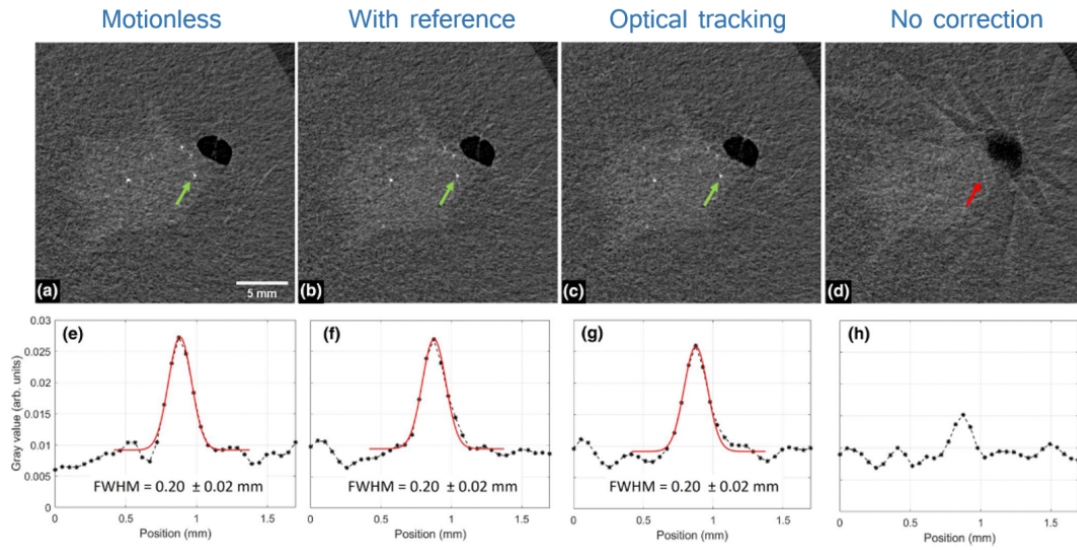 Motionless With reference Optical tracking No correction
(a) 5 mm (b) (c) (d)
(e) (f) (g) (h)
0.03
0.025
0.02
0.015
0.01
0.005
0
Gray value (arb. units)
FWHM = 0.20 ± 0.02 mm FWHM = 0.20 ± 0.02 mm FWHM = 0.20 ± 0.02 mm
0 0.5 1 1.5 0 0.5 1 1.5 0 0.5 1 1.5 0 0.5 1 1.5
Position (mm) Position (mm) Position (mm) Position (mm)